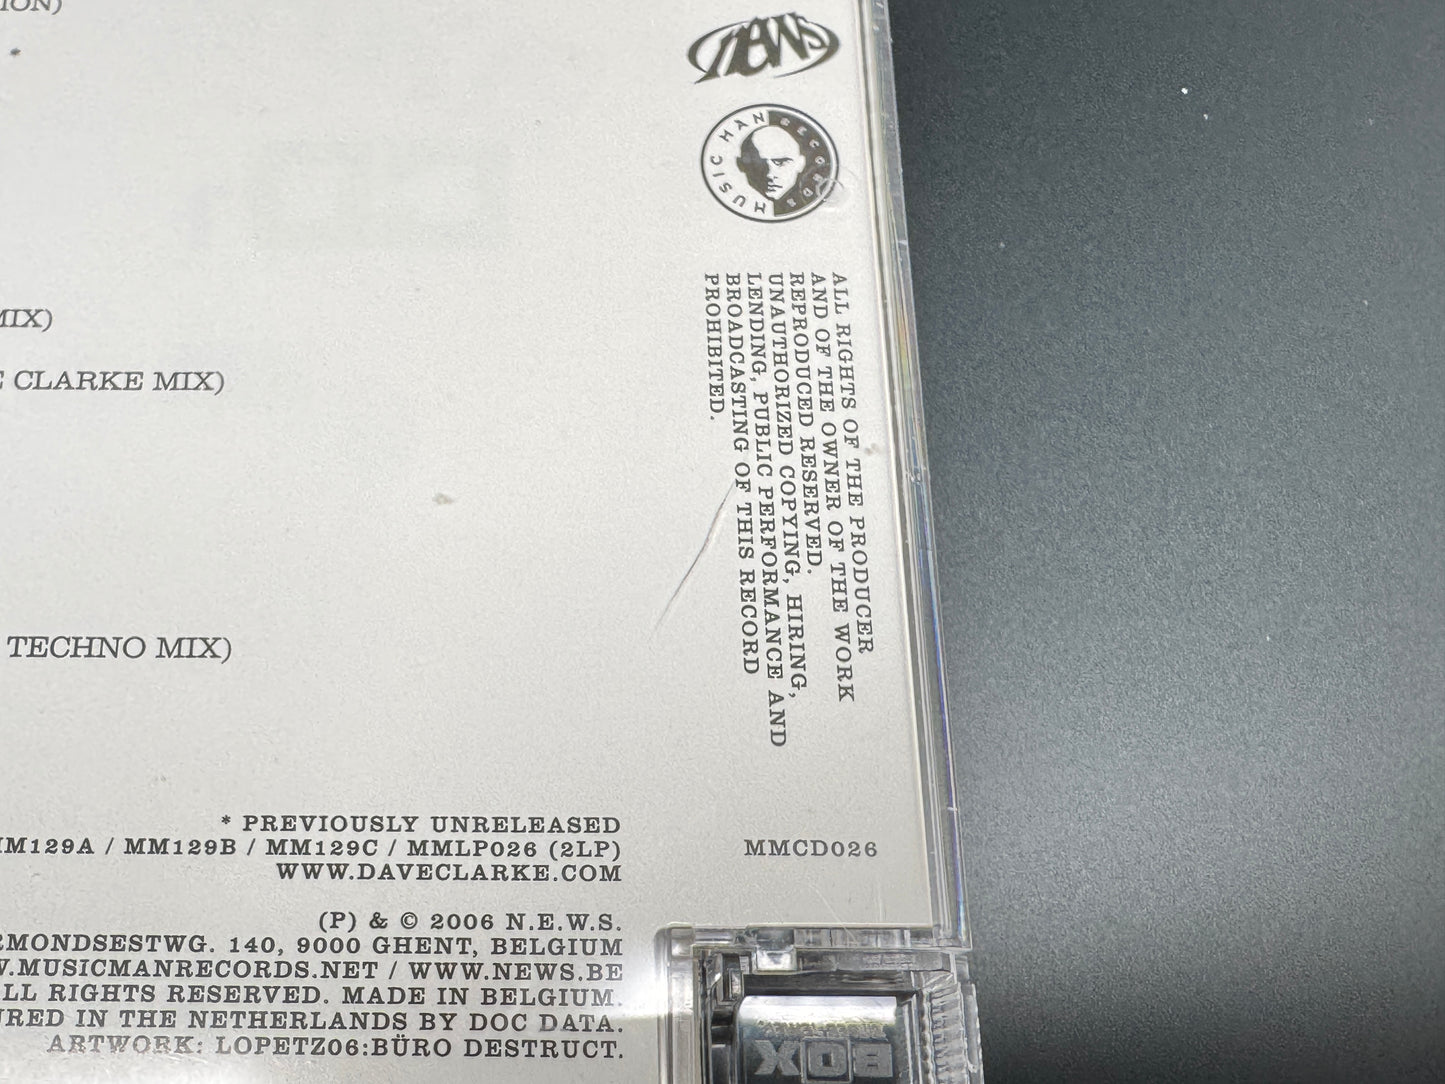 ION)
*
MIX)
E CLARKE MIX)
TECHNO MIX)
news
MUSIC MAN RECORDS
ALL RIGHTS OF THE PRODUCER
AND OF THE OWNER OF THE WORK
REPRODUCED RESERVED.
UNAUTHORIZED COPYING, HIRING,
LENDING, PUBLIC PERFORMANCE AND
BROADCASTING OF THIS RECORD
PROHIBITED.
* PREVIOUSLY UNRELEASED
MM129A / MM129B / MM129C / MMLP026 (2LP)
WWW.DAVECLARKE.COM
MMCD026
(P) & © 2006 N.E.W.S.
RMONDSESTWG. 140, 9000 GHENT, BELGIUM
W.MUSICMANRECORDS.NET / WWW.NEWS.BE
LL RIGHTS RESERVED. MADE IN BELGIUM.
URED IN THE NETHERLANDS BY DOC DATA.
ARTWORK: LOPETZ06:BÜRO DESTRUCT.
BOX